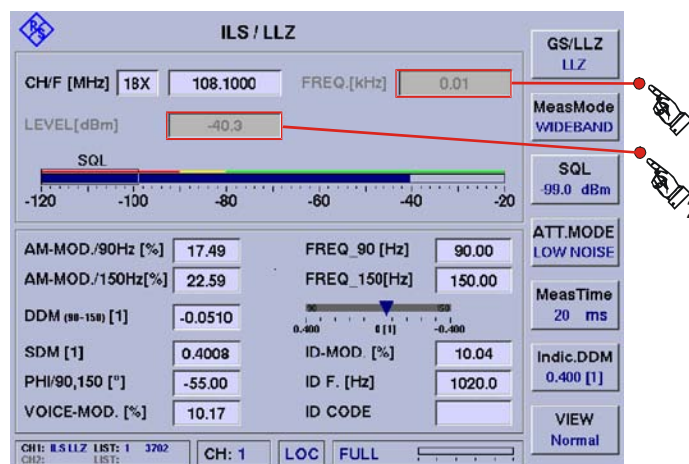 R S
ILS / LLZ
GS/LLZ
LLZ
CH/F [MHz] 18X 108.1000 FREQ.[kHz] 0.01
MeasMode
WIDEBAND
LEVEL[dBm] -40.3
SQL
-120 -100 -80 -60 -40 -20
SQL
-99.0 dBm
ATT.MODE
LOW NOISE
AM-MOD./90Hz [%] 17.49 FREQ_90 [Hz] 90.00
AM-MOD./150Hz[%] 22.59 FREQ_150[Hz] 150.00
MeasTime
20 ms
DDM (90-150) [1] -0.0510
90 150
0.400 0 [1] -0.400
SDM [1] 0.4008 ID-MOD. [%] 10.04
Indic.DDM
0.400 [1]
PHI/90,150 [°] -55.00 ID F. [Hz] 1020.0
VOICE-MOD. [%] 10.17 ID CODE
VIEW
Normal
CH1: ILS LLZ LIST: 1 3702
CH2: LIST:
CH: 1 LOC FULL